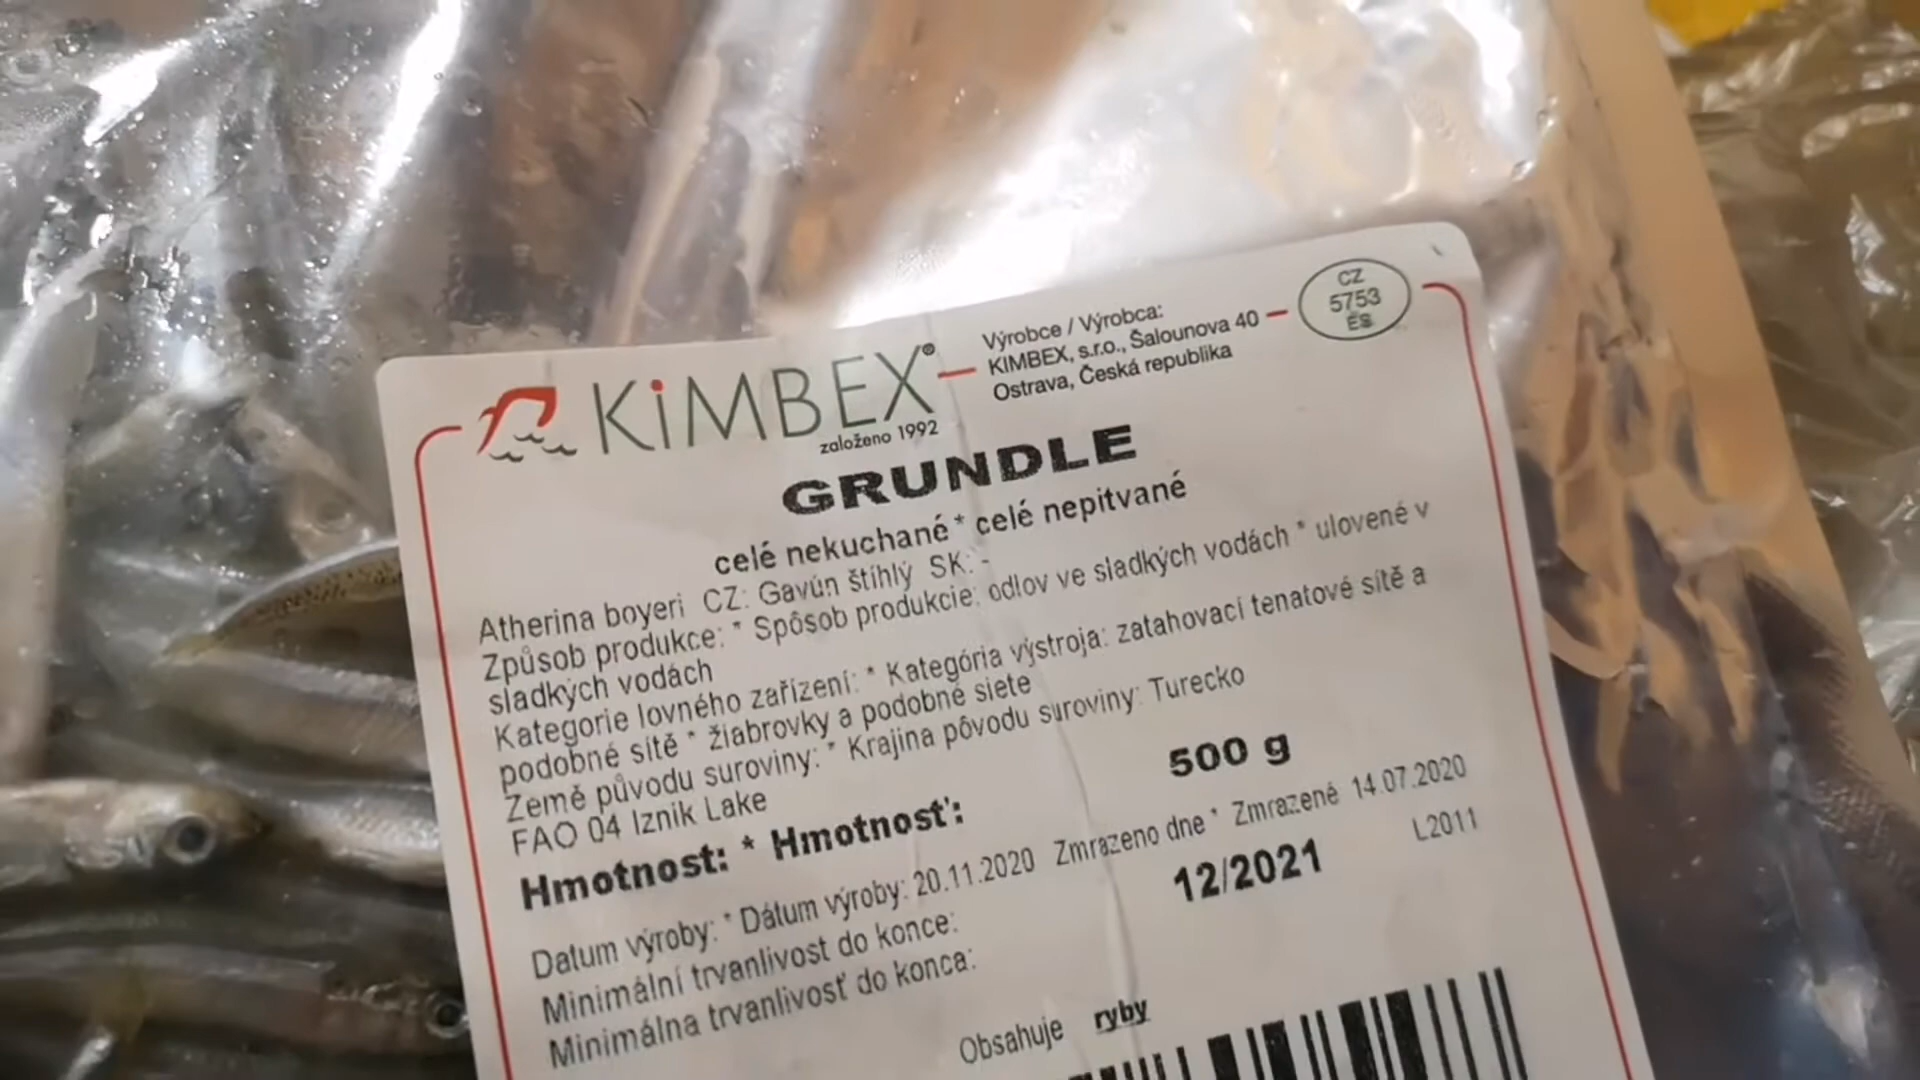 KiMBEX®
založeno 1992
Výrobce / Výrobca:
KIMBEX, s.r.o., Šalounova 40
Ostrava, Česká republika
CZ
5753
ES
GRUNDLE
celé nekuchané * celé nepitvané
Atherina boyeri CZ: Gavún štíhlý SK: -
Způsob produkce: * Spôsob produkcie: odlov ve sladkých vodách * ulovené v
sladkých vodách
Kategorie lovného zařízení: * Kategória výstroja: zatahovací tenatové sítě a
podobné sítě * žiabrovky a podobné siete
Země původu suroviny: * Krajina pôvodu suroviny: Turecko
FAO 04 Iznik Lake
Hmotnost: * Hmotnosť: 500 g
Datum výroby: * Dátum výroby: 20.11.2020 Zmrazeno dne * Zmrazené 14.07.2020
Minimální trvanlivost do konce: 12/2021 L2011
Minimálna trvanlivosť do konca:
Obsahuje ryby